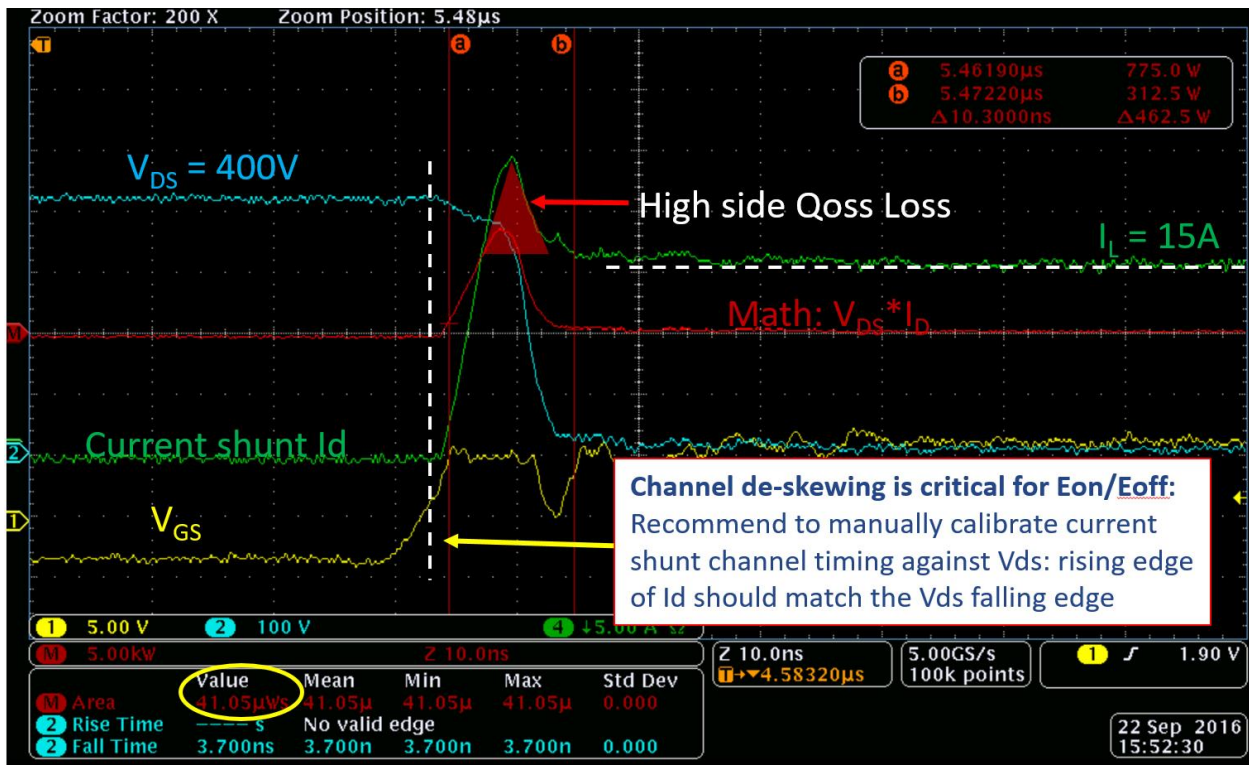 Zoom Factor: 200 X Zoom Position: 5.48µs
T
a b
a 5.46190µs 775.0 W
b 5.47220µs 312.5 W
Δ10.3000ns Δ462.5 W
V_DS = 400V
High side Qoss Loss
I_L = 15A
Math: V_DS*I_D
M
Current shunt Id
2
V_GS
1
Channel de-skewing is critical for Eon/Eoff:
Recommend to manually calibrate current
shunt channel timing against Vds: rising edge
of Id should match the Vds falling edge
1 5.00 V 2 100 V 4 ↓5.00 A Ω
M 5.00kW Z 10.0ns
Z 10.0ns
T→▼4.58320µs
5.00GS/s
100k points
1 1.90 V
Value Mean Min Max Std Dev
M Area 41.05µWs 41.05µ 41.05µ 41.05µ 0.000
2 Rise Time ---- s No valid edge
2 Fall Time 3.700ns 3.700n 3.700n 3.700n 0.000
22 Sep 2016
15:52:30